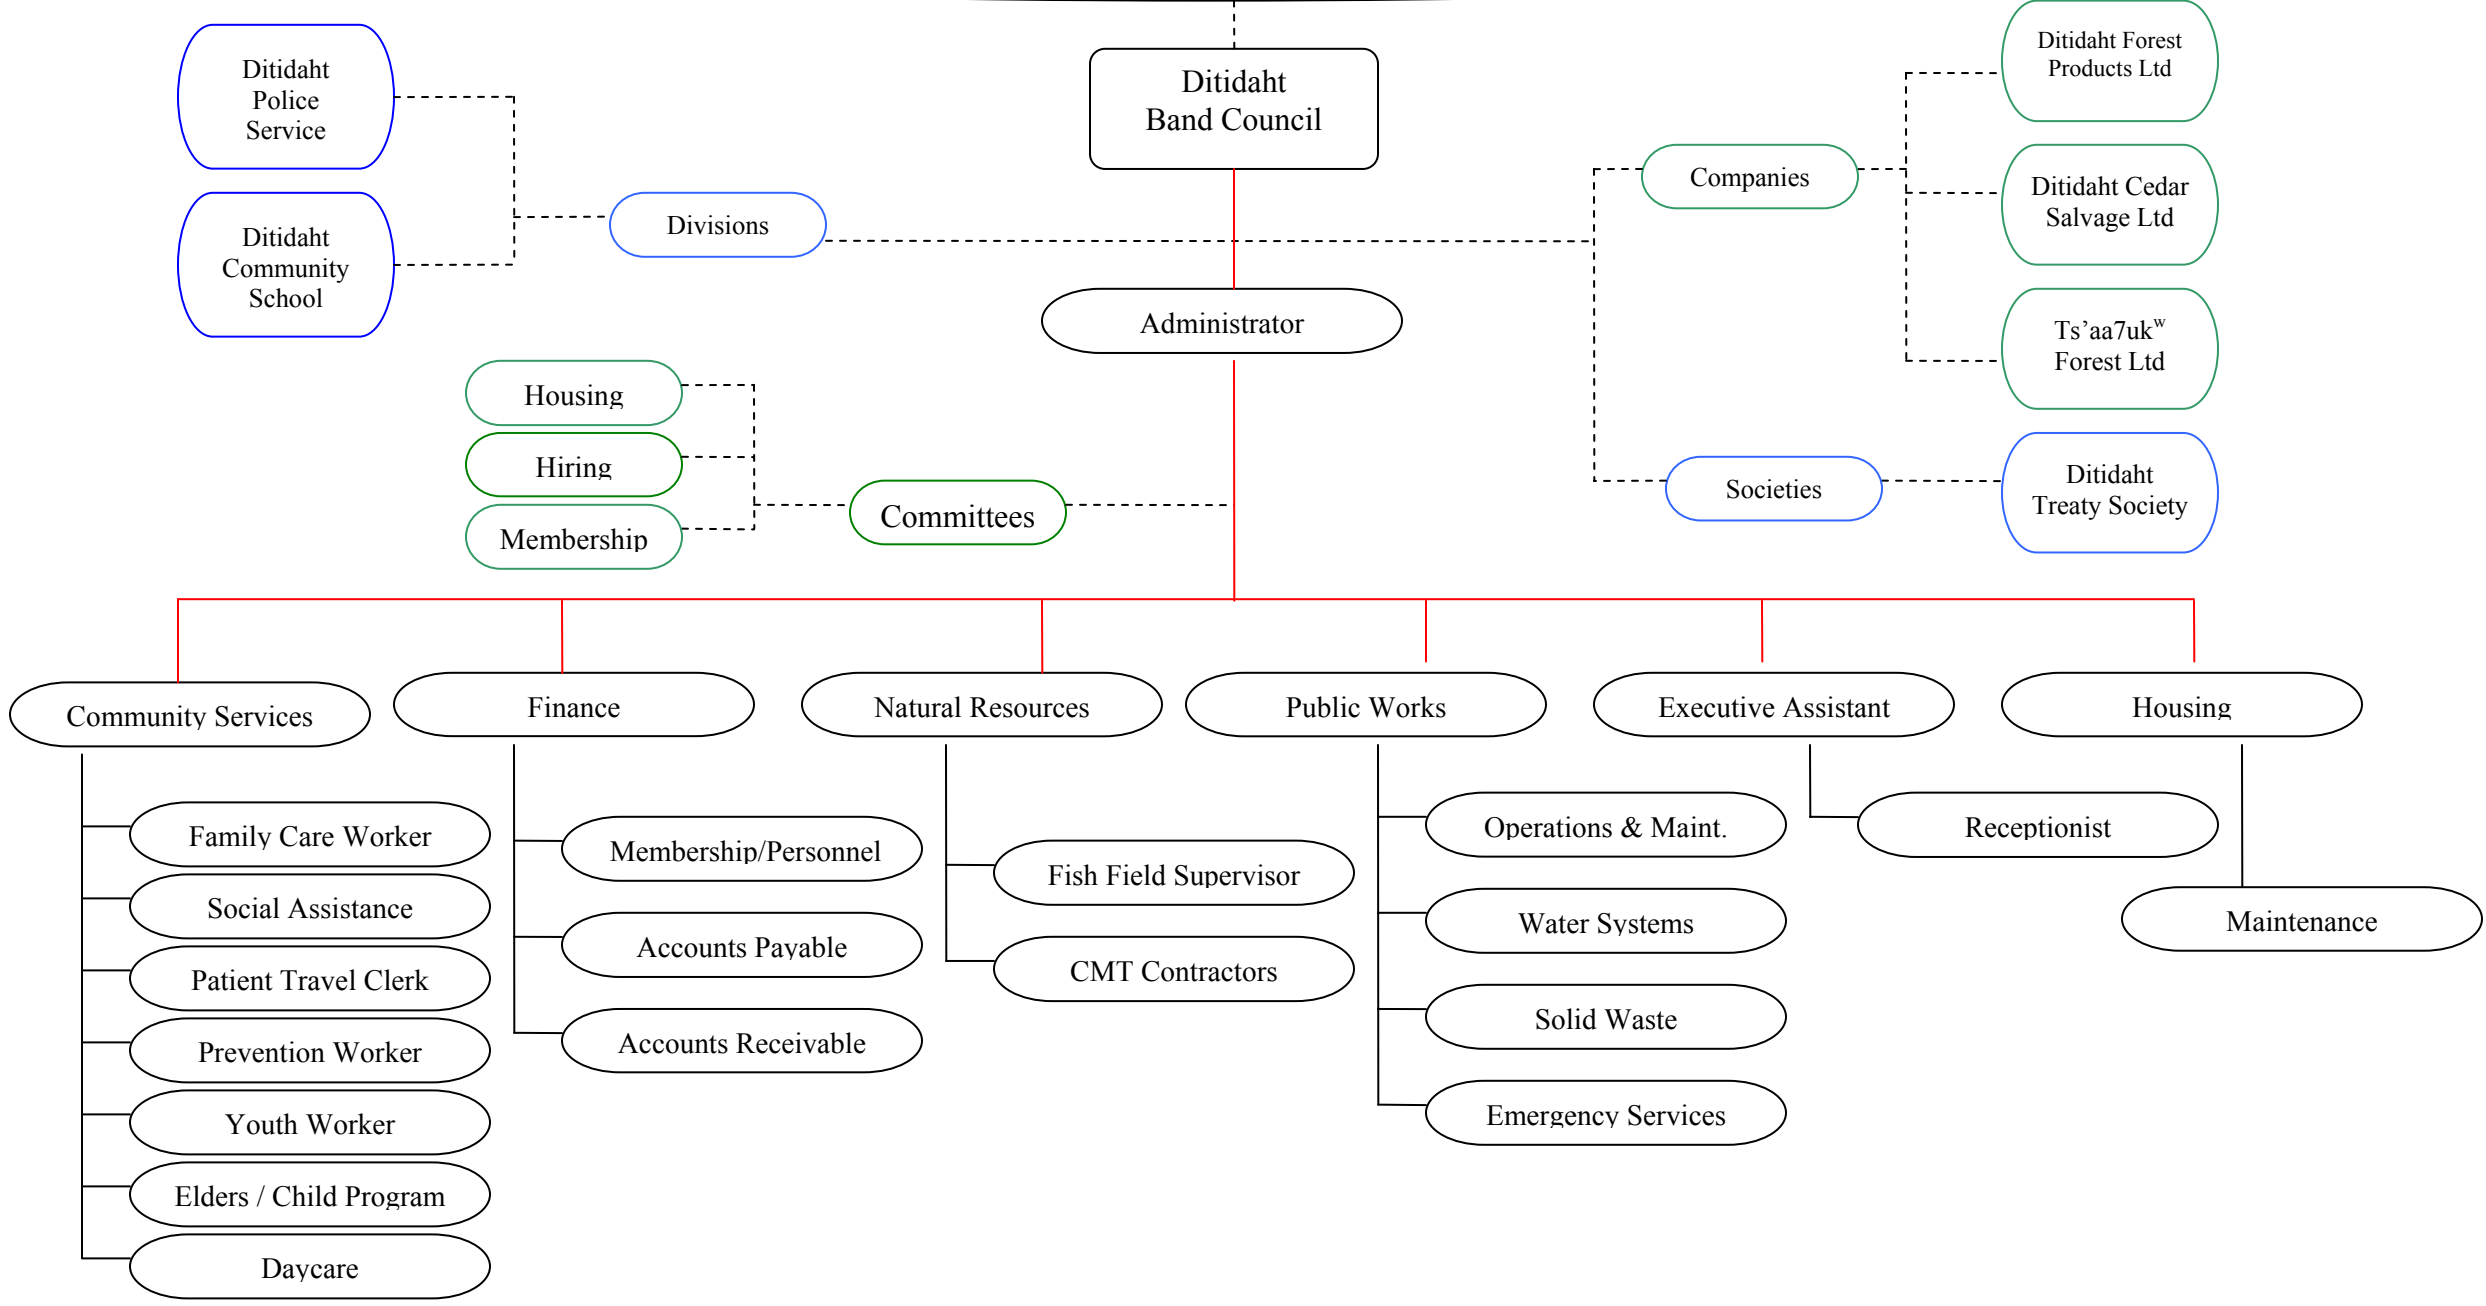 Ditidaht
Band Council
Ditidaht
Police
Service
Ditidaht
Community
School
Divisions
Companies
Ditidaht Forest
Products Ltd
Ditidaht Cedar
Salvage Ltd
Ts’aa7ukʷ
Forest Ltd
Societies
Ditidaht
Treaty Society
Administrator
Housing
Hiring
Membership
Committees
Community Services
Family Care Worker
Social Assistance
Patient Travel Clerk
Prevention Worker
Youth Worker
Elders / Child Program
Daycare
Finance
Membership/Personnel
Accounts Payable
Accounts Receivable
Natural Resources
Fish Field Supervisor
CMT Contractors
Public Works
Operations & Maint.
Water Systems
Solid Waste
Emergency Services
Executive Assistant
Receptionist
Housing
Maintenance